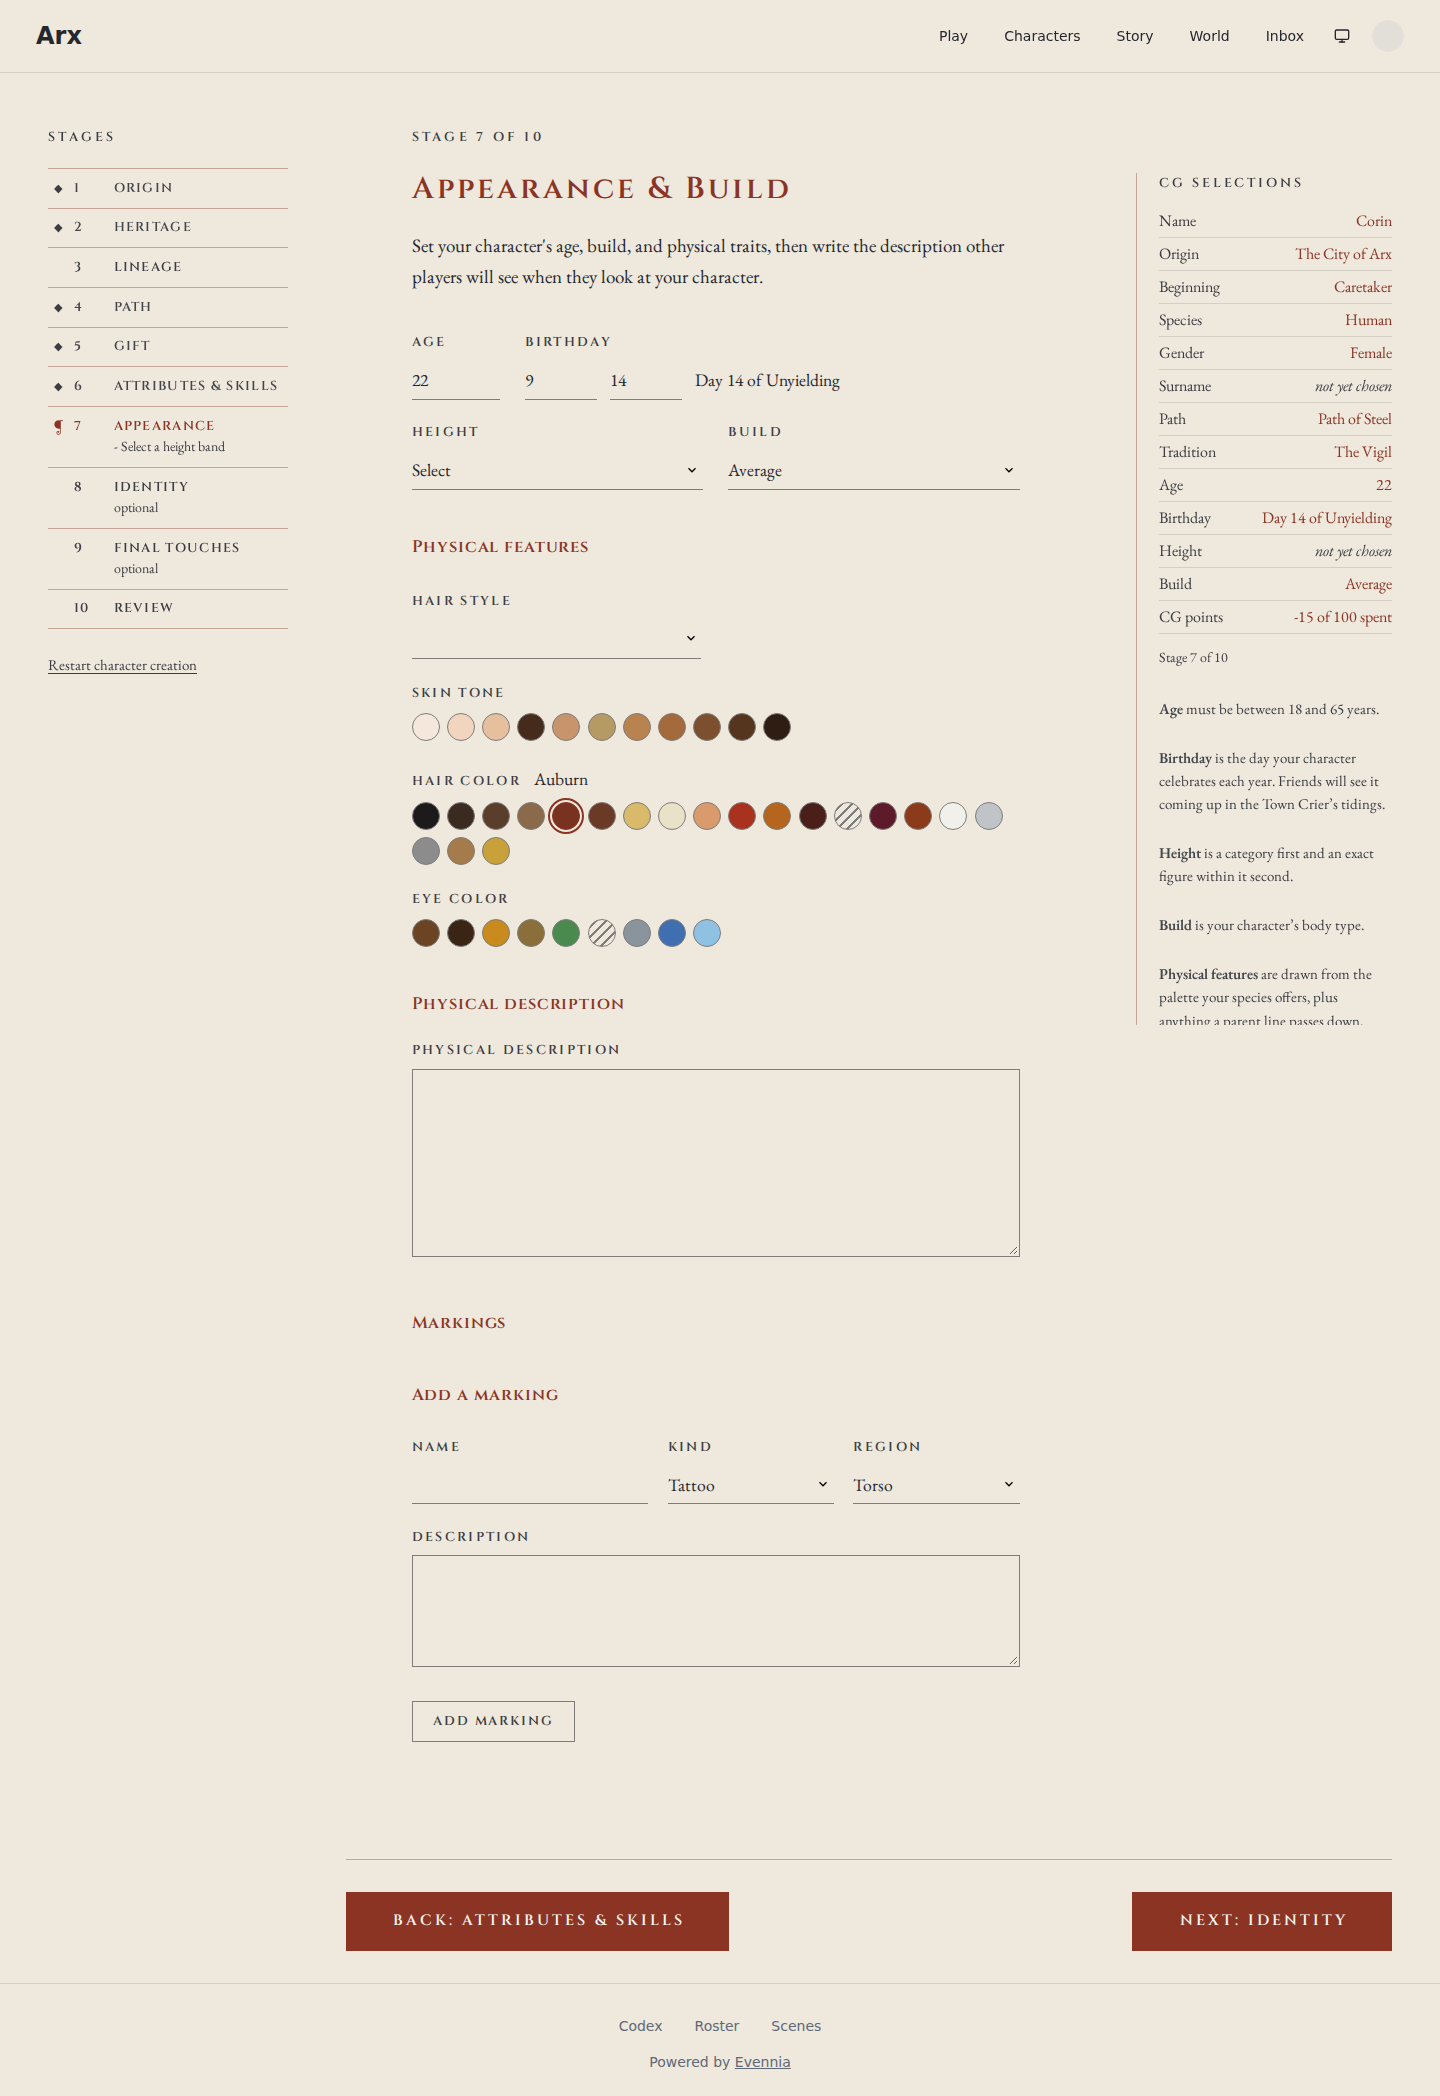 Arx
Play
Characters
Story
World
Inbox
STAGES
◆ 1 ORIGIN
◆ 2 HERITAGE
3 LINEAGE
◆ 4 PATH
◆ 5 GIFT
◆ 6 ATTRIBUTES & SKILLS
¶ 7 APPEARANCE
- Select a height band
8 IDENTITY
optional
9 FINAL TOUCHES
optional
10 REVIEW
Restart character creation
STAGE 7 OF 10
Appearance & Build
Set your character's age, build, and physical traits, then write the description other
players will see when they look at your character.
AGE
BIRTHDAY
22
9
14
Day 14 of Unyielding
HEIGHT
BUILD
Select
Average
Physical features
HAIR STYLE
SKIN TONE
HAIR COLOR Auburn
EYE COLOR
Physical description
PHYSICAL DESCRIPTION
Markings
Add a marking
NAME
KIND
REGION
Tattoo
Torso
DESCRIPTION
ADD MARKING
CG SELECTIONS
Name Corin
Origin The City of Arx
Beginning Caretaker
Species Human
Gender Female
Surname not yet chosen
Path Path of Steel
Tradition The Vigil
Age 22
Birthday Day 14 of Unyielding
Height not yet chosen
Build Average
CG points -15 of 100 spent
Stage 7 of 10
Age must be between 18 and 65 years.
Birthday is the day your character
celebrates each year. Friends will see it
coming up in the Town Crier’s tidings.
Height is a category first and an exact
figure within it second.
Build is your character’s body type.
Physical features are drawn from the
palette your species offers, plus
anything a parent line passes down.
BACK: ATTRIBUTES & SKILLS
NEXT: IDENTITY
Codex
Roster
Scenes
Powered by Evennia